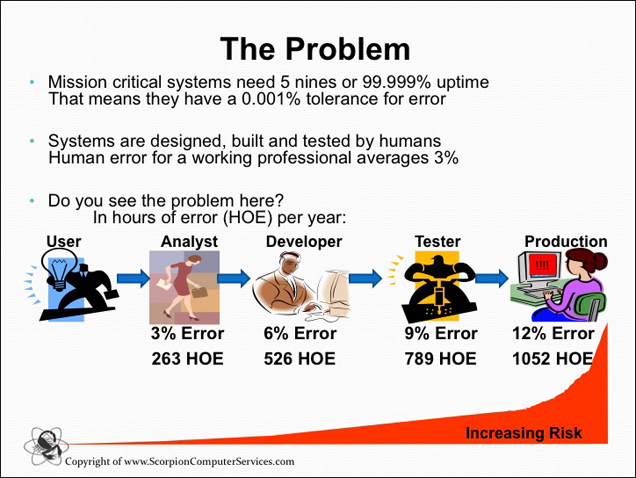 The Problem
• Mission critical systems need 5 nines or 99.999% uptime
That means they have a 0.001% tolerance for error
• Systems are designed, built and tested by humans
Human error for a working professional averages 3%
• Do you see the problem here?
In hours of error (HOE) per year:
User Analyst Developer Tester Production
!!!!
3% Error 6% Error 9% Error 12% Error
263 HOE 526 HOE 789 HOE 1052 HOE
Increasing Risk
Copyright of www.ScorpionComputerServices.com